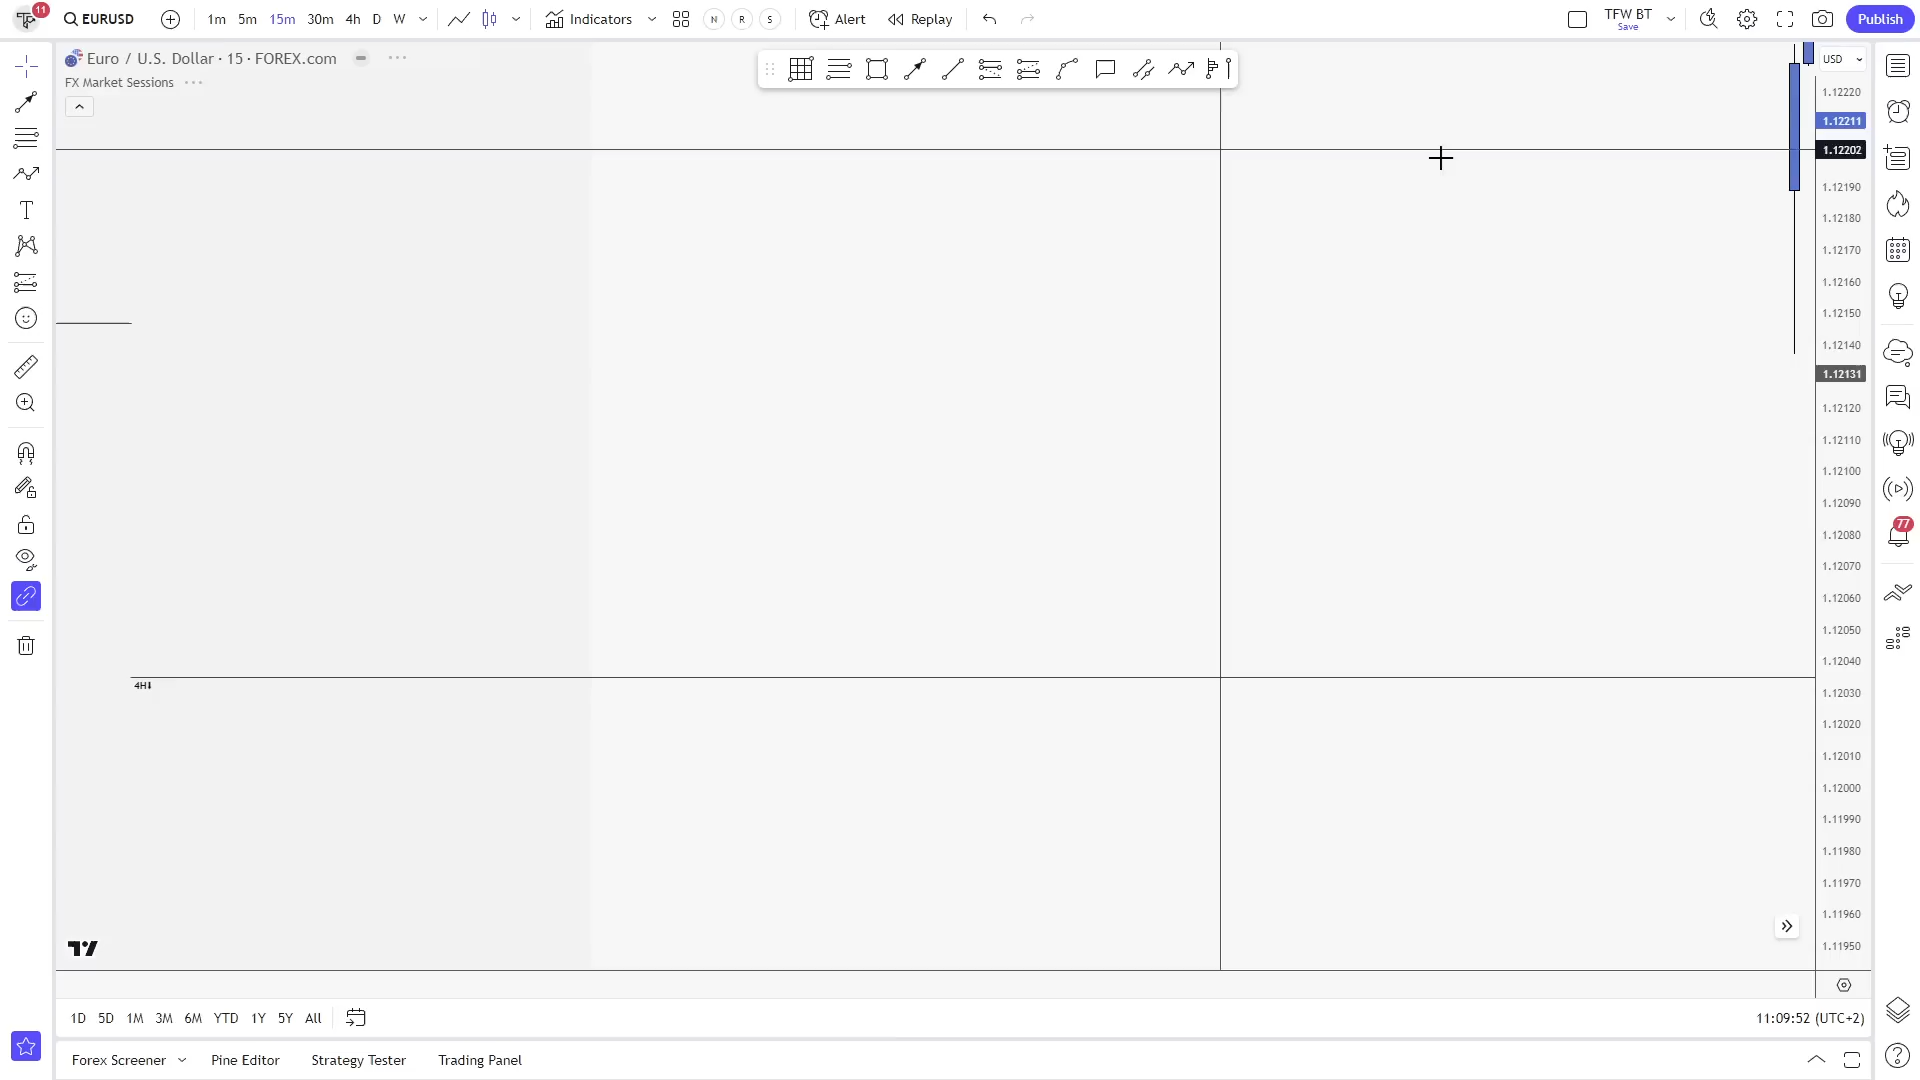 11
EURUSD
1m 5m 15m 30m 4h D W
Indicators
N R S
Alert
Replay
TFW BT
Save
Publish
Euro / U.S. Dollar · 15 · FOREX.com
FX Market Sessions
USD
1.12220
1.12211
1.12202
1.12190
1.12180
1.12170
1.12160
1.12150
1.12140
1.12131
1.12120
1.12110
1.12100
1.12090
1.12080
1.12070
1.12060
1.12050
1.12040
1.12030
1.12020
1.12010
1.12000
1.11990
1.11980
1.11970
1.11960
1.11950
77
1D 5D 1M 3M 6M YTD 1Y 5Y All
11:09:52 (UTC+2)
Forex Screener Pine Editor Strategy Tester Trading Panel